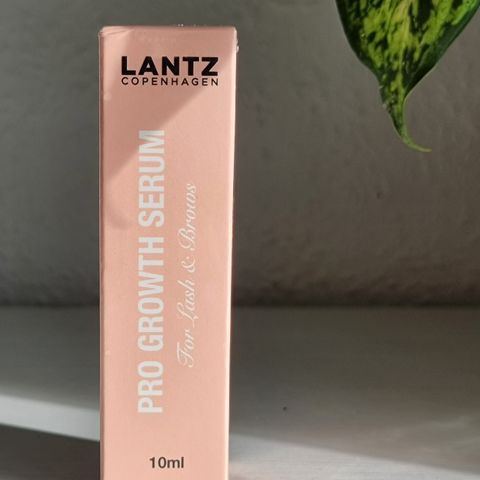 LANTZ
COPENHAGEN
PRO GROWTH SERUM
For Lash & Brows
10ml